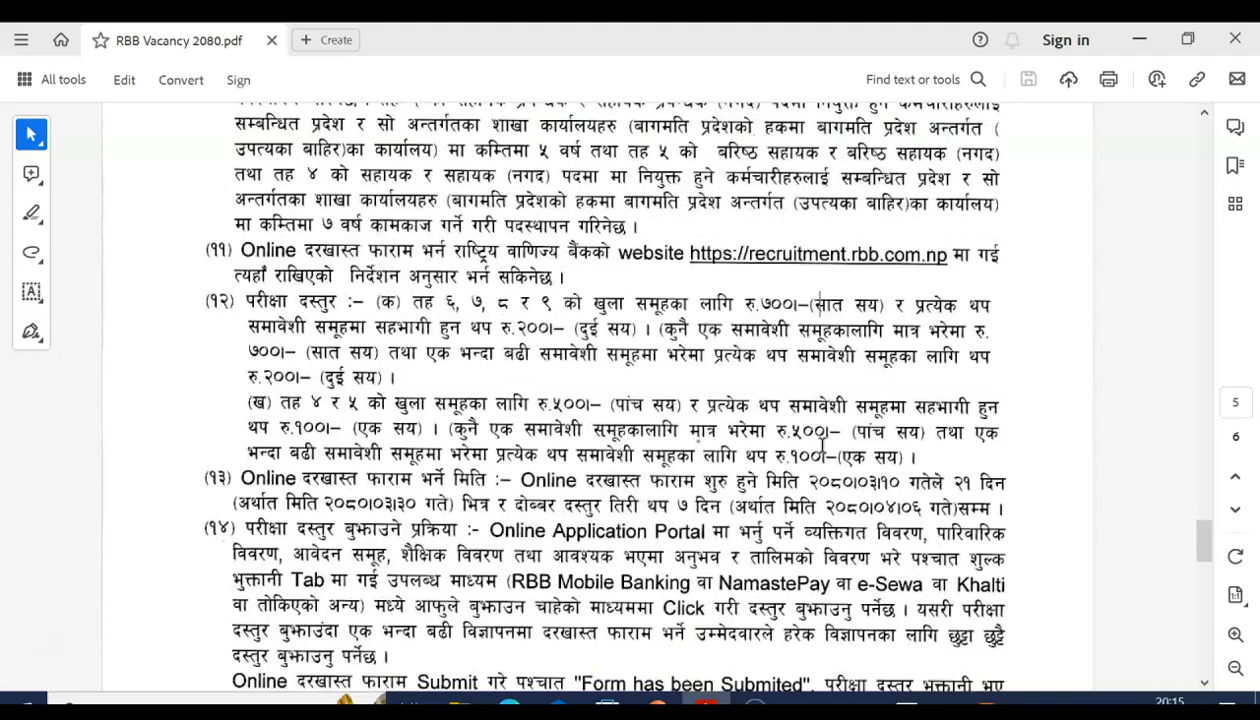 RBB Vacancy 2080.pdf
Create
Sign in
All tools
Edit
Convert
Sign
Find text or tools
सम्बन्धित प्रदेश र सो अन्तर्गतका शाखा कार्यालयहरु (बागमति प्रदेशको हकमा बागमति प्रदेश अन्तर्गत (
उपत्यका बाहिर)का कार्यालय) मा कम्तिमा ५ वर्ष तथा तह ५ को बरिष्ठ सहायक र बरिष्ठ सहायक (नगद)
तथा तह ४ को सहायक र सहायक (नगद) पदमा मा नियुक्त हुने कर्मचारीहरुलाई सम्बन्धित प्रदेश र सो
अन्तर्गतका शाखा कार्यालयहरु (बागमति प्रदेशको हकमा बागमति प्रदेश अन्तर्गत (उपत्यका बाहिर)का कार्यालय)
मा कम्तिमा ७ वर्ष कामकाज गर्ने गरी पदस्थापन गरिनेछ ।
(११) Online दरखास्त फाराम भर्न राष्ट्रिय वाणिज्य बैंकको website https://recruitment.rbb.com.np मा गई
त्यहाँ राखिएको निर्देशन अनुसार भर्न सकिनेछ ।
(१२) परीक्षा दस्तुर :– (क) तह ६, ७, ८ र ९ को खुला समूहका लागि रु.७००।–(सात सय) र प्रत्येक थप
समावेशी समूहमा सहभागी हुन थप रु.२००।– (दुई सय) । (कुनै एक समावेशी समूहकालागि मात्र भरेमा रु.
७००।– (सात सय) तथा एक भन्दा बढी समावेशी समूहमा भरेमा प्रत्येक थप समावेशी समूहका लागि थप
रु.२००।– (दुई सय) ।
(ख) तह ४ र ५ को खुला समूहका लागि रु.५००।– (पांच सय) र प्रत्येक थप समावेशी समूहमा सहभागी हुन
थप रु.१००।– (एक सय) । (कुनै एक समावेशी समूहकालागि मात्र भरेमा रु.५००।– (पांच सय) तथा एक
भन्दा बढी समावेशी समूहमा भरेमा प्रत्येक थप समावेशी समूहका लागि थप रु.१००।–(एक सय) ।
(१३) Online दरखास्त फाराम भर्ने मिति :– Online दरखास्त फाराम शुरु हुने मिति २०८०।०३।१० गतेले २१ दिन
(अर्थात मिति २०८०।०३।३० गते) भित्र र दोब्बर दस्तुर तिरी थप ७ दिन (अर्थात मिति २०८०।०४।०६ गते)सम्म ।
(१४) परीक्षा दस्तुर बुझाउने प्रक्रिया :- Online Application Portal मा भर्नु पर्ने व्यक्तिगत विवरण, पारिवारिक
विवरण, आवेदन समूह, शैक्षिक विवरण तथा आवश्यक भएमा अनुभव र तालिमको विवरण भरे पश्चात शुल्क
भुक्तानी Tab मा गई उपलब्ध माध्यम (RBB Mobile Banking वा NamastePay वा e-Sewa वा Khalti
वा तोकिएको अन्य) मध्ये आफुले बुझाउन चाहेको माध्यममा Click गरी दस्तुर बुझाउनु पर्नेछ । यसरी परीक्षा
दस्तुर बुझाउंदा एक भन्दा बढी विज्ञापनमा दरखास्त फाराम भर्ने उम्मेदवारले हरेक विज्ञापनका लागि छुट्टा छुट्टै
दस्तुर बुझाउनु पर्नेछ ।
Online दरखास्त फाराम Submit गरे पश्चात "Form has been Submited", परीक्षा दस्तुर भुक्तानी भए
5
6
20:15